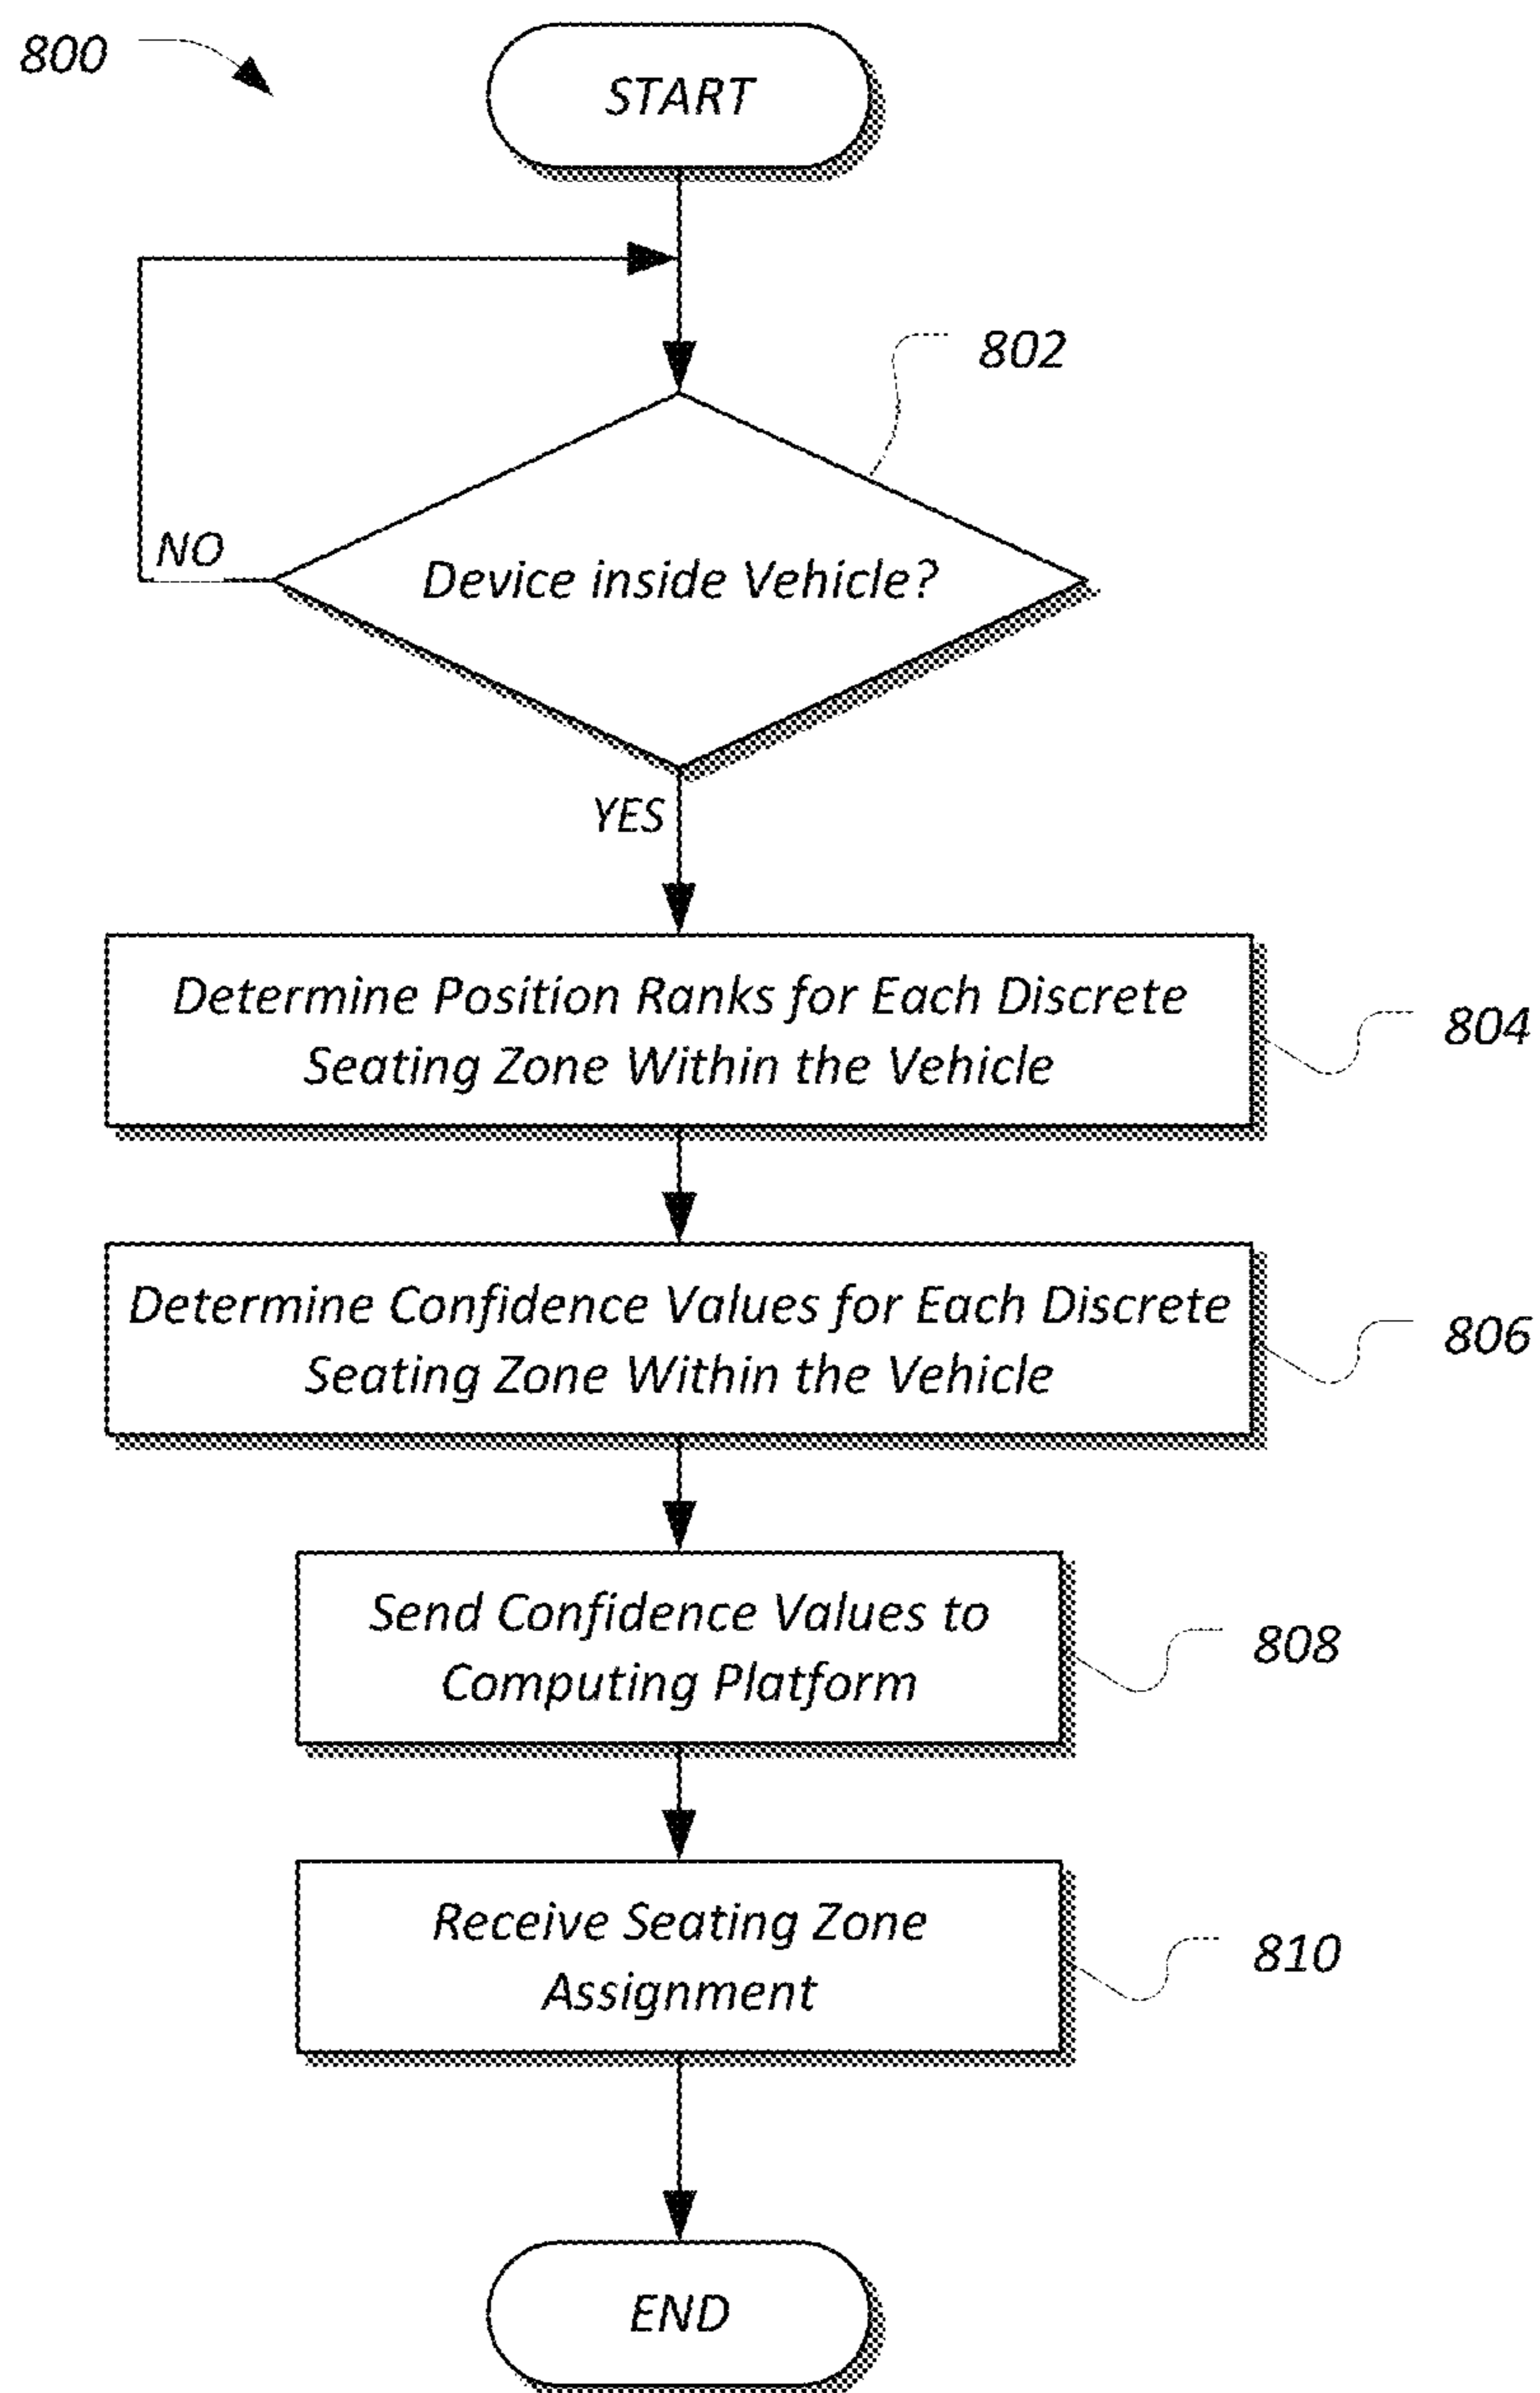 800
START
802
NO
Device inside Vehicle?
YES
Determine Position Ranks for Each Discrete
Seating Zone Within the Vehicle
804
Determine Confidence Values for Each Discrete
Seating Zone Within the Vehicle
806
Send Confidence Values to
Computing Platform
808
Receive Seating Zone
Assignment
810
END